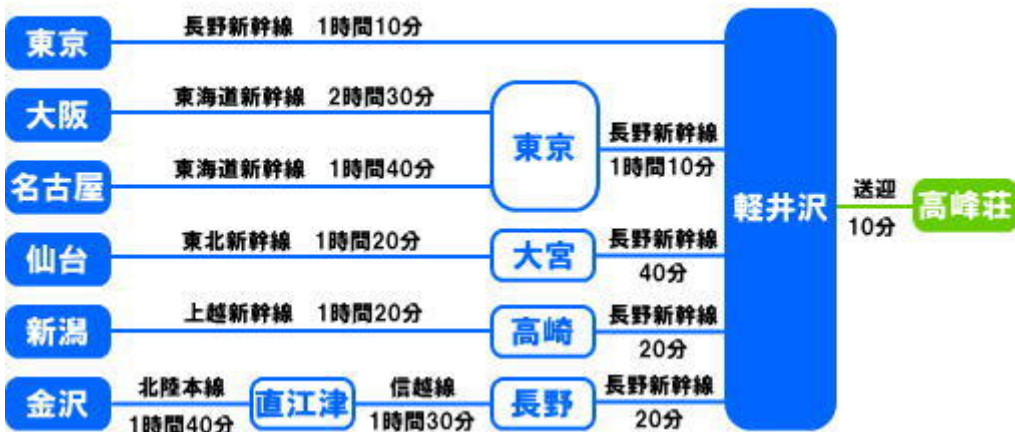 東京
長野新幹線 1時間10分
大阪
東海道新幹線 2時間30分
名古屋
東海道新幹線 1時間40分
東京
長野新幹線
1時間10分
仙台
東北新幹線 1時間20分
大宮
長野新幹線
40分
新潟
上越新幹線 1時間20分
高崎
長野新幹線
20分
金沢
北陸本線
1時間40分
直江津
信越線
1時間30分
長野
長野新幹線
20分
軽井沢
送迎
10分
高峰荘